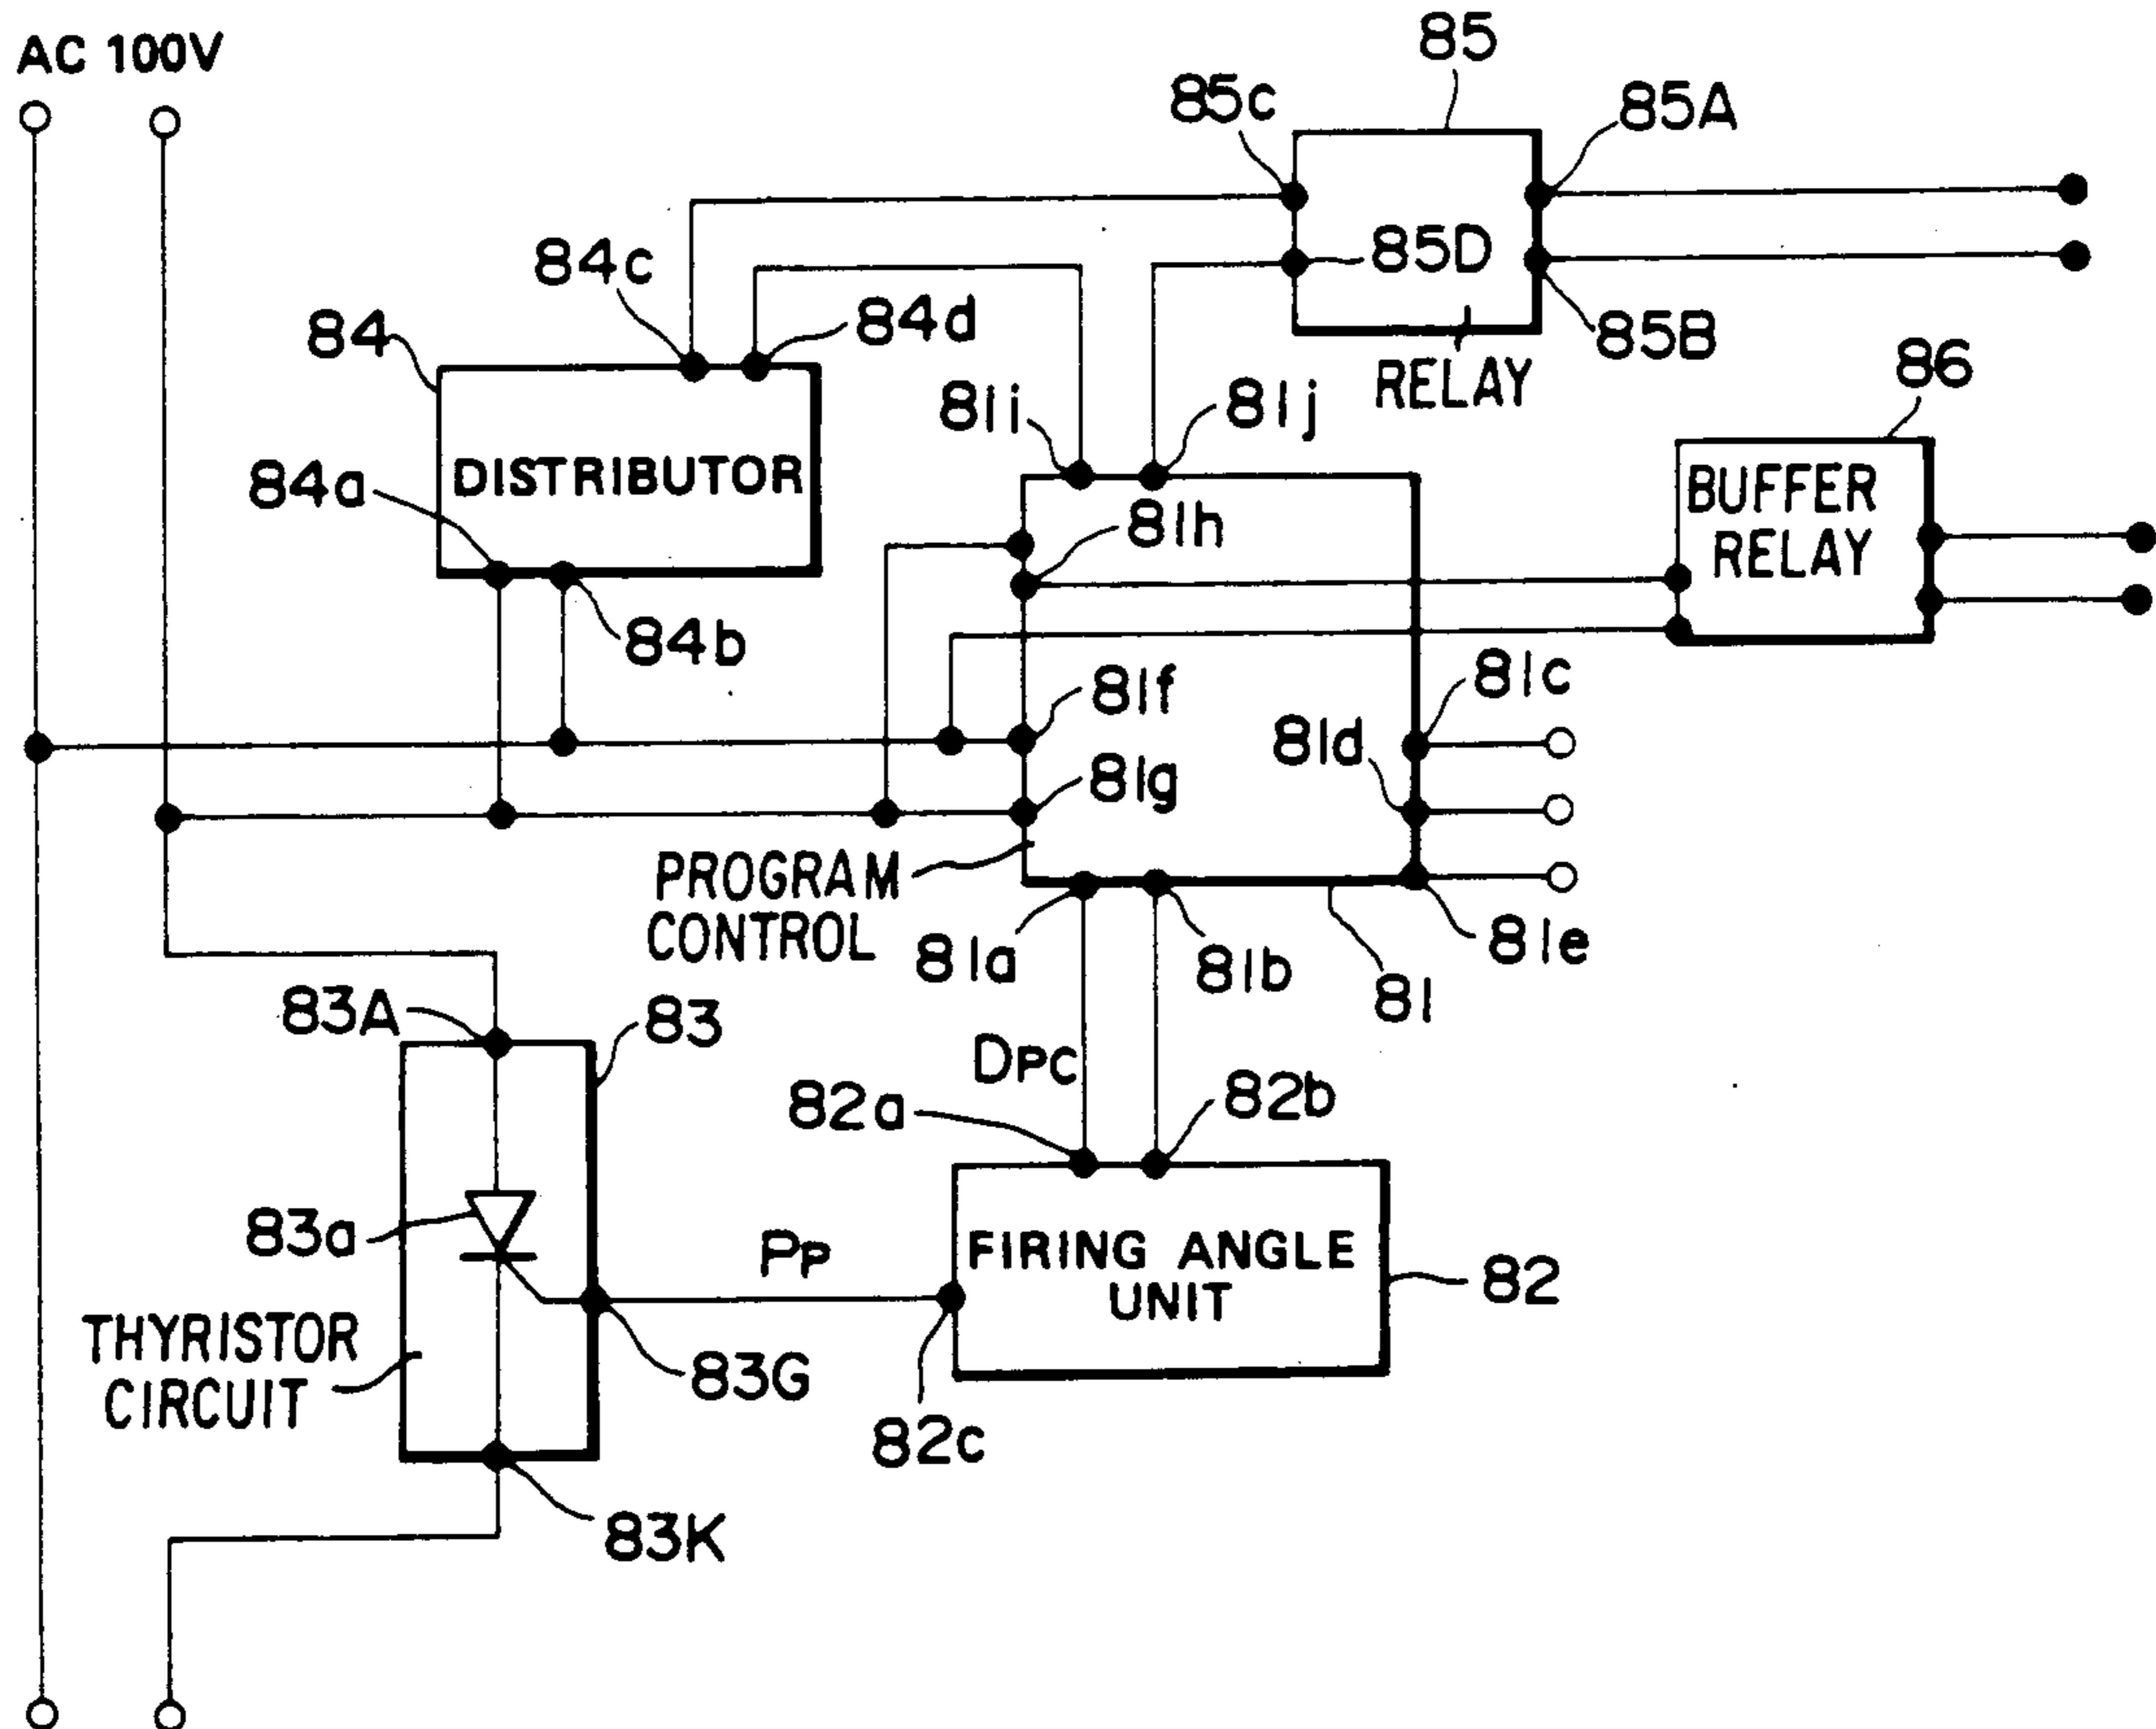 AC 100V
85
85c
85A
85D
85B
RELAY
84c
84d
84
84a
DISTRIBUTOR
84b
81i
81j
86
BUFFER
RELAY
81h
81f
81c
81d
81g
PROGRAM
CONTROL
81a
81b
81
81e
83A
83
DPC
82a
82b
83a
PP
FIRING ANGLE
UNIT
82
THYRISTOR
CIRCUIT
83G
82c
83K